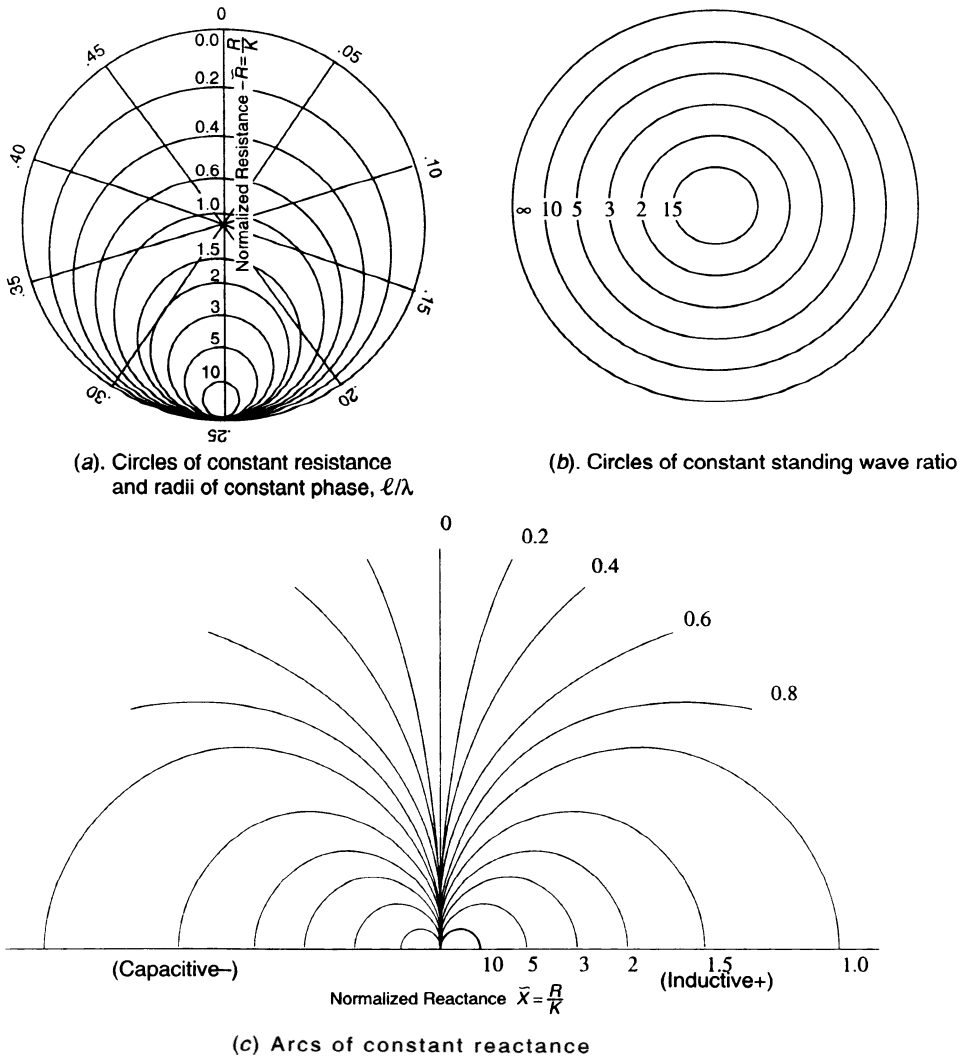 0
.45
.05
0.0
Normalized Resistance - R̄ = R/K
0.2
.40
0.4
.10
0.6
1.0
1.5
.35
2
.15
3
5
10
.30
.20
.25
∞ 10 5 3 2 15
(a). Circles of constant resistance
and radii of constant phase, ℓ/λ
(b). Circles of constant standing wave ratio
0
0.2
0.4
0.6
0.8
10 5 3 2 1.5 1.0
(Capacitive–)
(Inductive+)
Normalized Reactance X̄ = R/K
(c) Arcs of constant reactance